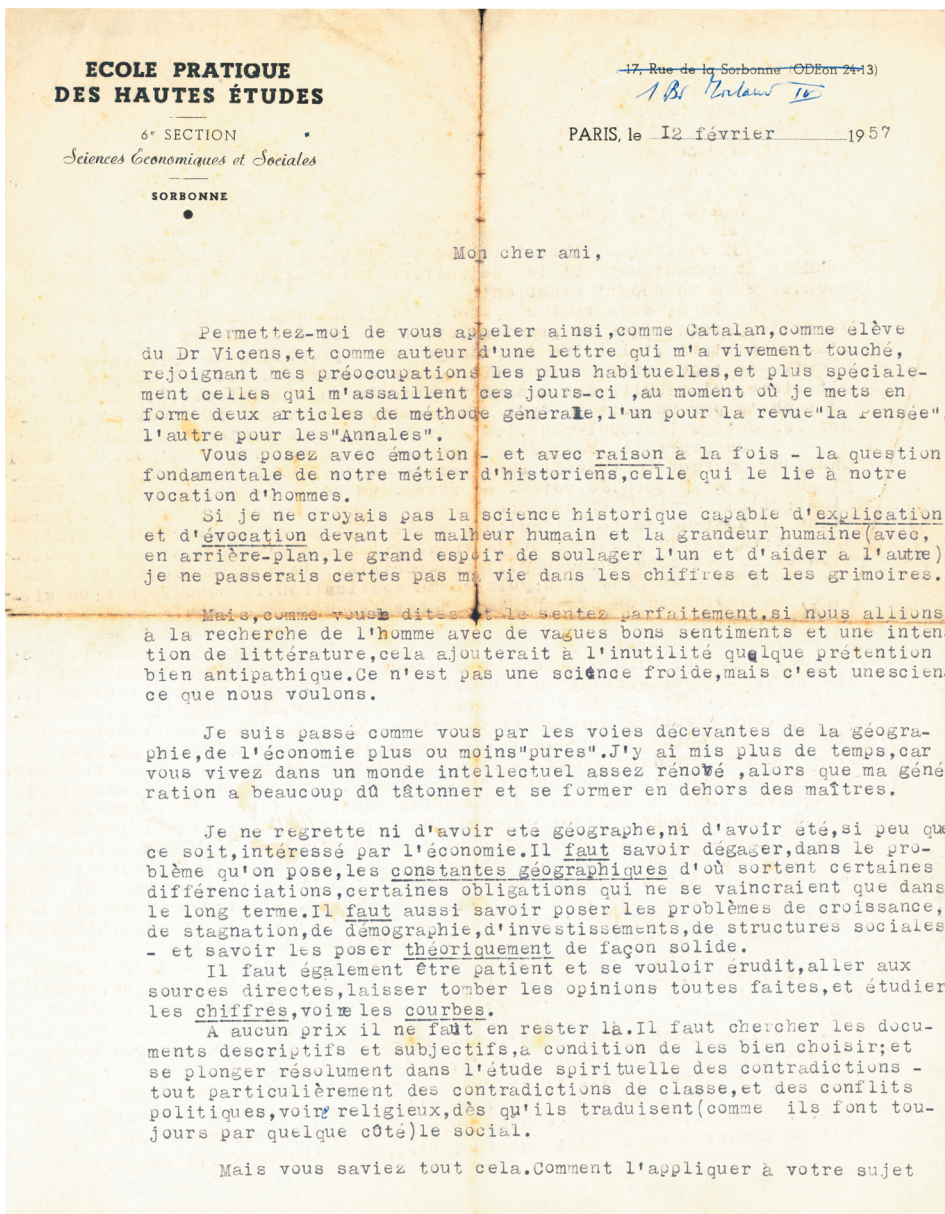 ECOLE PRATIQUE
DES HAUTES ÉTUDES
6e SECTION
Sciences Économiques et Sociales
SORBONNE
17, Rue de la Sorbonne (ODEon 24-13)
1 Bd Morland IV
PARIS, le 12 février 1957
Mon cher ami,
Permettez-moi de vous appeler ainsi,comme Catalan,comme élève
du Dr Vicens,et comme auteur d'une lettre qui m'a vivement touché,
rejoignant mes préoccupations les plus habituelles,et plus spéciale-
ment celles qui m'assaillent ces jours-ci ,au moment où je mets en
forme deux articles de méthode générale,l'un pour la revue"la Pensée",
l'autre pour les"Annales".
Vous posez avec émotion - et avec raison à la fois - la question
fondamentale de notre métier d'historiens,celle qui le lie à notre
vocation d'hommes.
Si je ne croyais pas la science historique capable d'explication
et d'évocation devant le malheur humain et la grandeur humaine(avec,
en arrière-plan,le grand espoir de soulager l'un et d'aider a l'autre)
je ne passerais certes pas ma vie dans les chiffres et les grimoires.
Mais,comme vous le dites et le sentez parfaitement,si nous allions
à la recherche de l'homme avec de vagues bons sentiments et une inten
tion de littérature,cela ajouterait à l'inutilité quelque prétention
bien antipathique.Ce n'est pas une science froide,mais c'est unescien
ce que nous voulons.
Je suis passé comme vous par les voies décevantes de la géogra-
phie,de l'économie plus ou moins"pures".J'y ai mis plus de temps,car
vous vivez dans un monde intellectuel assez rénové ,alors que ma géné
ration a beaucoup dû tâtonner et se former en dehors des maîtres.
Je ne regrette ni d'avoir eté géographe,ni d'avoir été,si peu que
ce soit,intéressé par l'économie.Il faut savoir dégager,dans le pro-
blème qu'on pose,les constantes géographiques d'où sortent certaines
différenciations,certaines obligations qui ne se vaincraient que dans
le long terme.Il faut aussi savoir poser les problèmes de croissance,
de stagnation,de démographie,d'investissements,de structures sociales
- et savoir les poser théoriquement de façon solide.
Il faut également être patient et se vouloir érudit,aller aux
sources directes,laisser tomber les opinions toutes faites,et étudier
les chiffres,voire les courbes.
A aucun prix il ne faut en rester là.Il faut chercher les docu-
ments descriptifs et subjectifs,a condition de les bien choisir;et
se plonger résolument dans l'étude spirituelle des contradictions -
tout particulièrement des contradictions de classe,et des conflits
politiques,voire religieux,dès qu'ils traduisent(comme ils font tou-
jours par quelque côté)le social.
Mais vous saviez tout cela.Comment l'appliquer à votre sujet